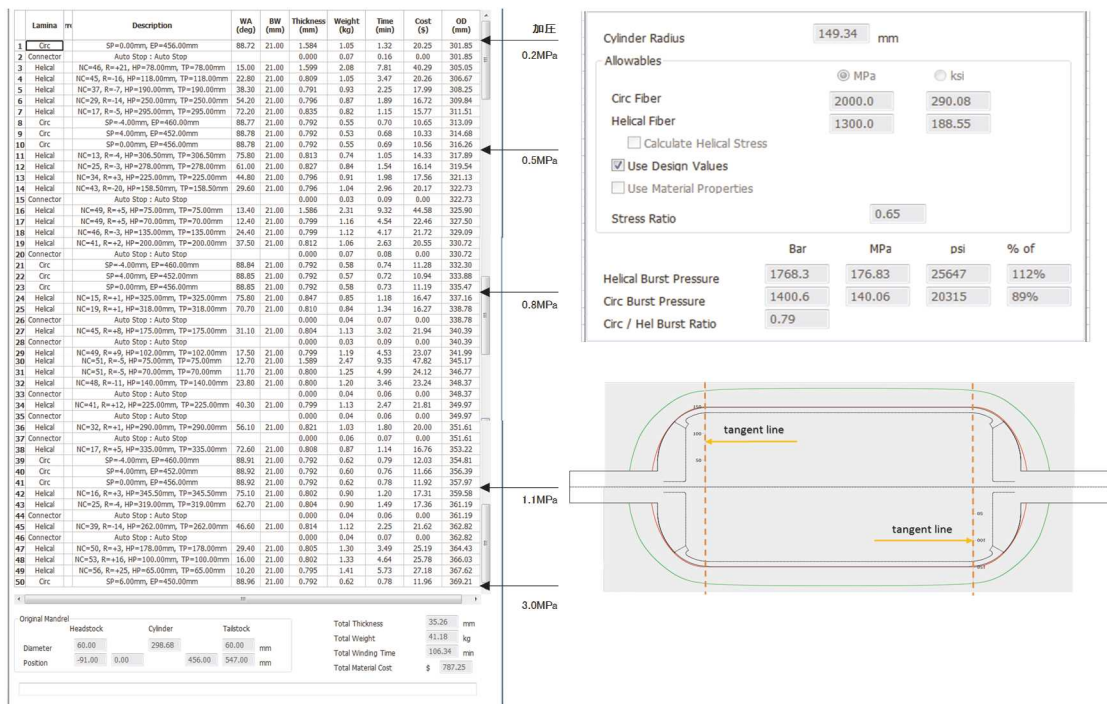 Lamina Description WA (deg) BW (mm) Thickness (mm) Weight (kg) Time (min) Cost ($) OD (mm)
1 Circ SP=0.00mm, EP=456.00mm 88.72 21.00 1.584 1.05 1.32 20.25 301.85
2 Connector Auto Stop : Auto Stop 0.000 0.07 0.16 0.00 301.85
3 Helical NC=46, R=+21, HP=78.00mm, TP=78.00mm 15.00 21.00 1.599 2.08 7.81 40.29 305.05
4 Helical NC=45, R=-16, HP=118.00mm, TP=118.00mm 22.80 21.00 0.809 1.05 3.47 20.26 306.67
5 Helical NC=37, R=-7, HP=190.00mm, TP=190.00mm 38.30 21.00 0.791 0.93 2.25 17.99 308.25
6 Helical NC=29, R=-14, HP=250.00mm, TP=250.00mm 54.20 21.00 0.796 0.87 1.89 16.72 309.84
7 Helical NC=17, R=-5, HP=295.00mm, TP=295.00mm 72.20 21.00 0.835 0.82 1.15 15.77 311.51
8 Circ SP=-4.00mm, EP=460.00mm 88.77 21.00 0.792 0.55 0.70 10.65 313.09
9 Circ SP=4.00mm, EP=452.00mm 88.78 21.00 0.792 0.53 0.68 10.33 314.68
10 Circ SP=0.00mm, EP=456.00mm 88.78 21.00 0.792 0.55 0.69 10.56 316.26
11 Helical NC=13, R=-4, HP=306.50mm, TP=306.50mm 75.80 21.00 0.813 0.74 1.05 14.33 317.89
12 Helical NC=25, R=-3, HP=278.00mm, TP=278.00mm 61.00 21.00 0.827 0.84 1.54 16.14 319.54
13 Helical NC=34, R=+3, HP=225.00mm, TP=225.00mm 44.80 21.00 0.796 0.91 1.98 17.56 321.13
14 Helical NC=43, R=-20, HP=158.50mm, TP=158.50mm 29.60 21.00 0.796 1.04 2.96 20.17 322.73
15 Connector Auto Stop : Auto Stop 0.000 0.03 0.09 0.00 322.73
16 Helical NC=49, R=+5, HP=75.00mm, TP=75.00mm 13.40 21.00 1.586 2.31 9.32 44.58 325.90
17 Helical NC=49, R=+5, HP=70.00mm, TP=70.00mm 12.40 21.00 0.799 1.16 4.54 22.46 327.50
18 Helical NC=46, R=-3, HP=135.00mm, TP=135.00mm 24.40 21.00 0.799 1.12 4.17 21.72 329.09
19 Helical NC=41, R=+2, HP=200.00mm, TP=200.00mm 37.50 21.00 0.812 1.06 2.63 20.55 330.72
20 Connector Auto Stop : Auto Stop 0.000 0.07 0.08 0.00 330.72
21 Circ SP=-4.00mm, EP=460.00mm 88.84 21.00 0.792 0.58 0.74 11.28 332.30
22 Circ SP=4.00mm, EP=452.00mm 88.85 21.00 0.792 0.57 0.72 10.94 333.88
23 Circ SP=0.00mm, EP=456.00mm 88.85 21.00 0.792 0.58 0.73 11.19 335.47
24 Helical NC=15, R=+1, HP=325.00mm, TP=325.00mm 75.80 21.00 0.847 0.85 1.18 16.47 337.16
25 Helical NC=19, R=+1, HP=318.00mm, TP=318.00mm 70.70 21.00 0.810 0.84 1.34 16.27 338.78
26 Connector Auto Stop : Auto Stop 0.000 0.04 0.07 0.00 338.78
27 Helical NC=45, R=+8, HP=175.00mm, TP=175.00mm 31.10 21.00 0.804 1.13 3.02 21.94 340.39
28 Connector Auto Stop : Auto Stop 0.000 0.03 0.09 0.00 340.39
29 Helical NC=49, R=+9, HP=102.00mm, TP=102.00mm 17.50 21.00 0.799 1.19 4.53 23.07 341.99
30 Helical NC=51, R=-5, HP=75.00mm, TP=75.00mm 12.70 21.00 1.589 2.47 9.35 47.82 345.17
31 Helical NC=51, R=-5, HP=70.00mm, TP=70.00mm 11.70 21.00 0.800 1.25 4.99 24.12 346.77
32 Helical NC=48, R=-11, HP=140.00mm, TP=140.00mm 23.80 21.00 0.800 1.20 3.46 23.24 348.37
33 Connector Auto Stop : Auto Stop 0.000 0.04 0.06 0.00 348.37
34 Helical NC=41, R=+12, HP=225.00mm, TP=225.00mm 40.30 21.00 0.799 1.13 2.47 21.81 349.97
35 Connector Auto Stop : Auto Stop 0.000 0.04 0.06 0.00 349.97
36 Helical NC=32, R=+1, HP=290.00mm, TP=290.00mm 56.10 21.00 0.821 1.03 1.80 20.00 351.61
37 Connector Auto Stop : Auto Stop 0.000 0.06 0.07 0.00 351.61
38 Helical NC=17, R=+5, HP=335.00mm, TP=335.00mm 72.60 21.00 0.808 0.87 1.14 16.76 353.22
39 Circ SP=-4.00mm, EP=460.00mm 88.91 21.00 0.792 0.62 0.79 12.03 354.81
40 Circ SP=4.00mm, EP=452.00mm 88.92 21.00 0.792 0.60 0.76 11.66 356.39
41 Circ SP=0.00mm, EP=456.00mm 88.92 21.00 0.792 0.62 0.78 11.92 357.97
42 Helical NC=16, R=+3, HP=345.50mm, TP=345.50mm 75.10 21.00 0.802 0.90 1.20 17.31 359.58
43 Helical NC=25, R=-4, HP=319.00mm, TP=319.00mm 62.70 21.00 0.804 0.90 1.49 17.36 361.19
44 Connector Auto Stop : Auto Stop 0.000 0.04 0.06 0.00 361.19
45 Helical NC=39, R=-14, HP=262.00mm, TP=262.00mm 46.60 21.00 0.814 1.12 2.25 21.62 362.82
46 Connector Auto Stop : Auto Stop 0.000 0.04 0.07 0.00 362.82
47 Helical NC=50, R=+3, HP=178.00mm, TP=178.00mm 29.40 21.00 0.805 1.30 3.49 25.19 364.43
48 Helical NC=53, R=+16, HP=100.00mm, TP=100.00mm 16.00 21.00 0.802 1.33 4.64 25.78 366.03
49 Helical NC=56, R=+25, HP=65.00mm, TP=65.00mm 10.20 21.00 0.795 1.41 5.73 27.18 367.62
50 Circ SP=6.00mm, EP=450.00mm 88.96 21.00 0.792 0.62 0.78 11.96 369.21
Original Mandrel
Headstock Cylinder Tailstock
Diameter 60.00 298.68 60.00 mm
Position -91.00 0.00 456.00 547.00 mm
Total Thickness 35.26 mm
Total Weight 41.18 kg
Total Winding Time 106.34 min
Total Material Cost $ 787.25
加圧
0.2MPa
0.5MPa
0.8MPa
1.1MPa
3.0MPa
Cylinder Radius 149.34 mm
Allowables
MPa ksi
Circ Fiber 2000.0 290.08
Helical Fiber 1300.0 188.55
Calculate Helical Stress
Use Design Values
Use Material Properties
Stress Ratio 0.65
Bar MPa psi % of
Helical Burst Pressure 1768.3 176.83 25647 112%
Circ Burst Pressure 1400.6 140.06 20315 89%
Circ / Hel Burst Ratio 0.79
150
tangent line
100
50
50
tangent line
100
150